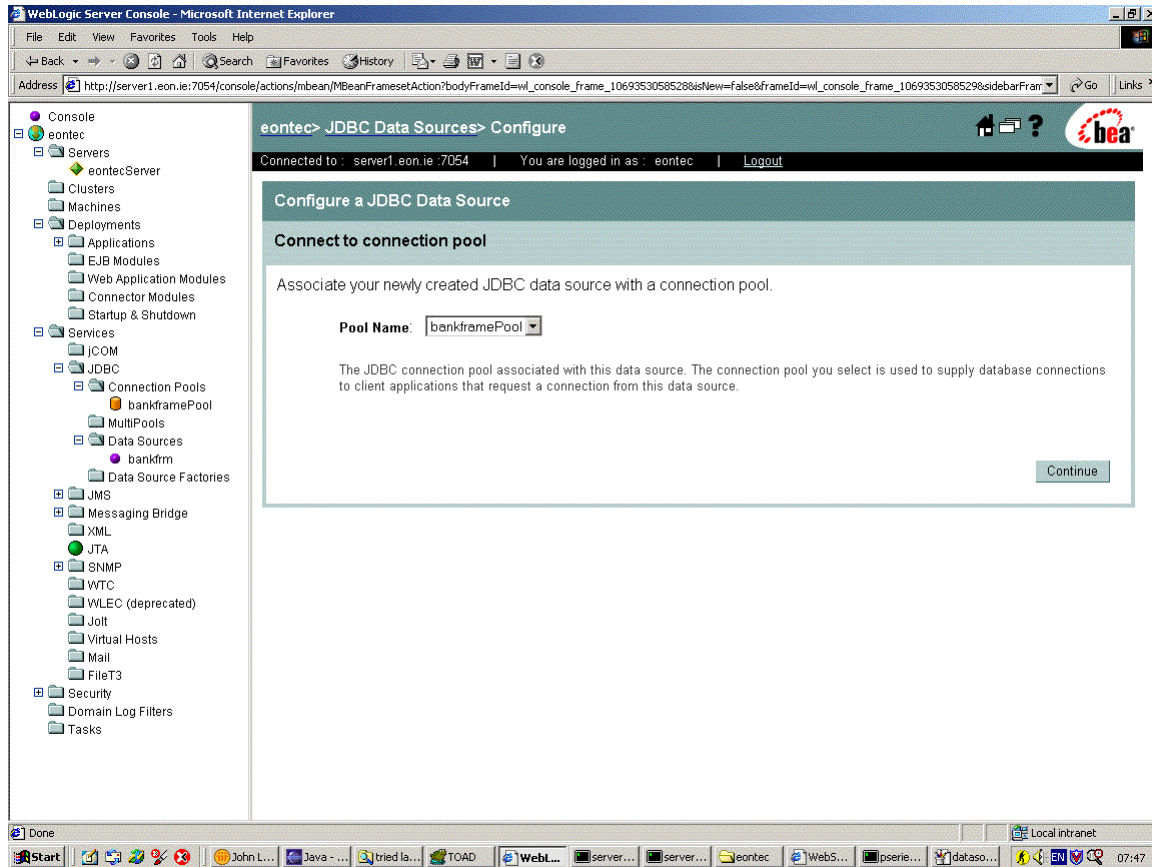 WebLogic Server Console - Microsoft Internet Explorer
File Edit View Favorites Tools Help
Back Search Favorites History
Address http://server1.eon.ie:7054/console/actions/mbean/MBeanFramesetAction?bodyFrameId=wl_console_frame_1069353058528&isNew=false&frameId=wl_console_frame_1069353058529&sidebarFram Go Links
Console
eontec
Servers
eontecServer
Clusters
Machines
Deployments
Applications
EJB Modules
Web Application Modules
Connector Modules
Startup & Shutdown
Services
jCOM
JDBC
Connection Pools
bankframePool
MultiPools
Data Sources
bankfrm
Data Source Factories
JMS
Messaging Bridge
XML
JTA
SNMP
WTC
WLEC (deprecated)
Jolt
Virtual Hosts
Mail
FileT3
Security
Domain Log Filters
Tasks
eontec> JDBC Data Sources> Configure
? bea
Connected to : server1.eon.ie :7054 | You are logged in as : eontec | Logout
Configure a JDBC Data Source
Connect to connection pool
Associate your newly created JDBC data source with a connection pool.
Pool Name: bankframePool
The JDBC connection pool associated with this data source. The connection pool you select is used to supply database connections
to client applications that request a connection from this data source.
Continue
Done Local intranet
Start John L... Java - ... tried la... TOAD WebL... server... server... eontec WebS... pserie... dataso... EN 07:47